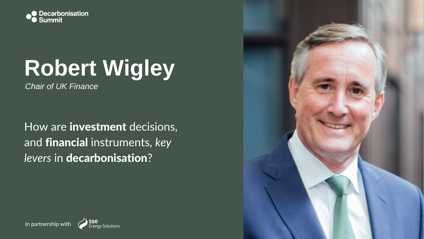 Decarbonisation
Summit
Robert Wigley
Chair of UK Finance
How are investment decisions,
and financial instruments, key
levers in decarbonisation?
In partnership with
sse
Energy Solutions